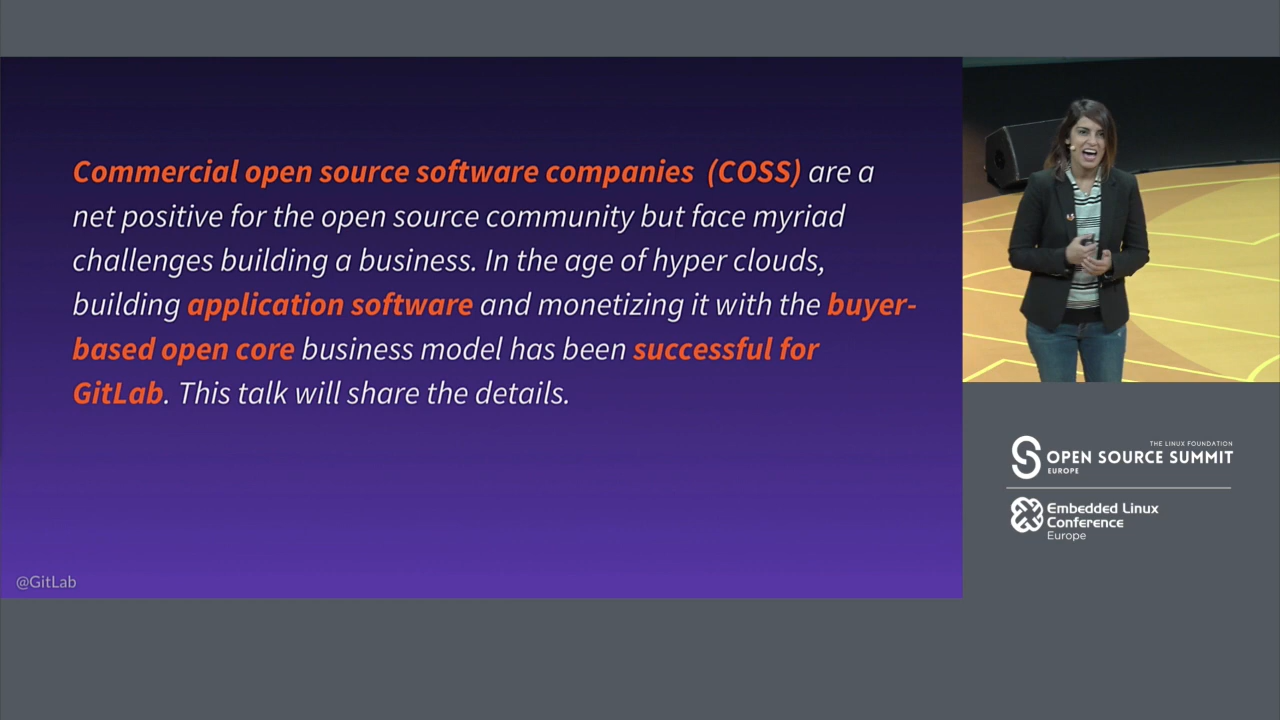 Commercial open source software companies (COSS) are a
net positive for the open source community but face myriad
challenges building a business. In the age of hyper clouds,
building application software and monetizing it with the buyer-
based open core business model has been successful for
GitLab. This talk will share the details.
@GitLab
THE LINUX FOUNDATION
OPEN SOURCE SUMMIT
EUROPE
Embedded Linux
Conference
Europe